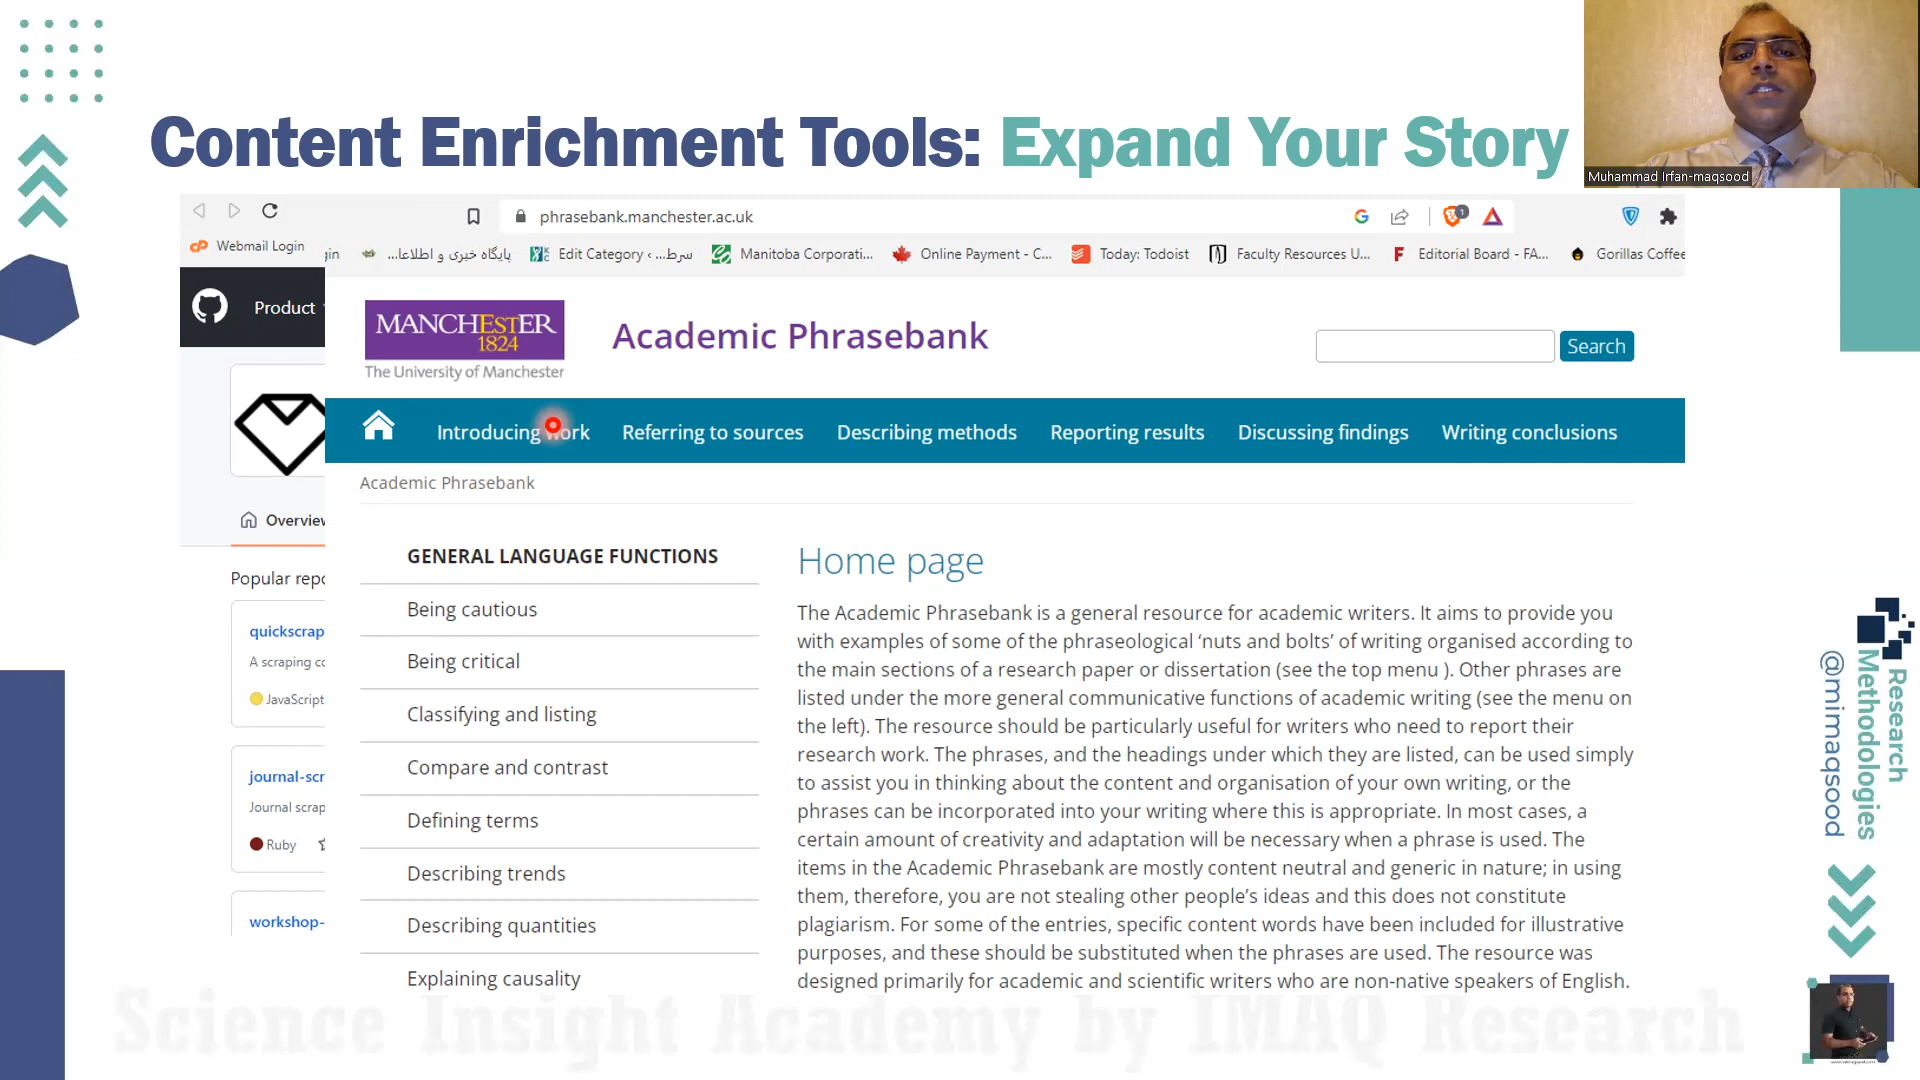 Content Enrichment Tools: Expand Your Story
Muhammad Irfan-maqsood
phrasebank.manchester.ac.uk
1
Webmail Login
gin
پایگاه خبری و اطلاعا...
Edit Category ‹ ...سرط
Manitoba Corporati...
Online Payment - C...
Today: Todoist
Faculty Resources U...
Editorial Board - FA...
Gorillas Coffee
Product
MANCHESTER
1824
The University of Manchester
Academic Phrasebank
Search
Introducing work
Referring to sources
Describing methods
Reporting results
Discussing findings
Writing conclusions
Academic Phrasebank
Overview
Popular repo
quickscrap
A scraping co
JavaScript
journal-scr
Journal scrap
Ruby
workshop-
GENERAL LANGUAGE FUNCTIONS
Being cautious
Being critical
Classifying and listing
Compare and contrast
Defining terms
Describing trends
Describing quantities
Explaining causality
Home page
The Academic Phrasebank is a general resource for academic writers. It aims to provide you
with examples of some of the phraseological ‘nuts and bolts’ of writing organised according to
the main sections of a research paper or dissertation (see the top menu ). Other phrases are
listed under the more general communicative functions of academic writing (see the menu on
the left). The resource should be particularly useful for writers who need to report their
research work. The phrases, and the headings under which they are listed, can be used simply
to assist you in thinking about the content and organisation of your own writing, or the
phrases can be incorporated into your writing where this is appropriate. In most cases, a
certain amount of creativity and adaptation will be necessary when a phrase is used. The
items in the Academic Phrasebank are mostly content neutral and generic in nature; in using
them, therefore, you are not stealing other people’s ideas and this does not constitute
plagiarism. For some of the entries, specific content words have been included for illustrative
purposes, and these should be substituted when the phrases are used. The resource was
designed primarily for academic and scientific writers who are non-native speakers of English.
Research
Methodologies
@mimaqsood
Science Insight Academy by IMAQ Research